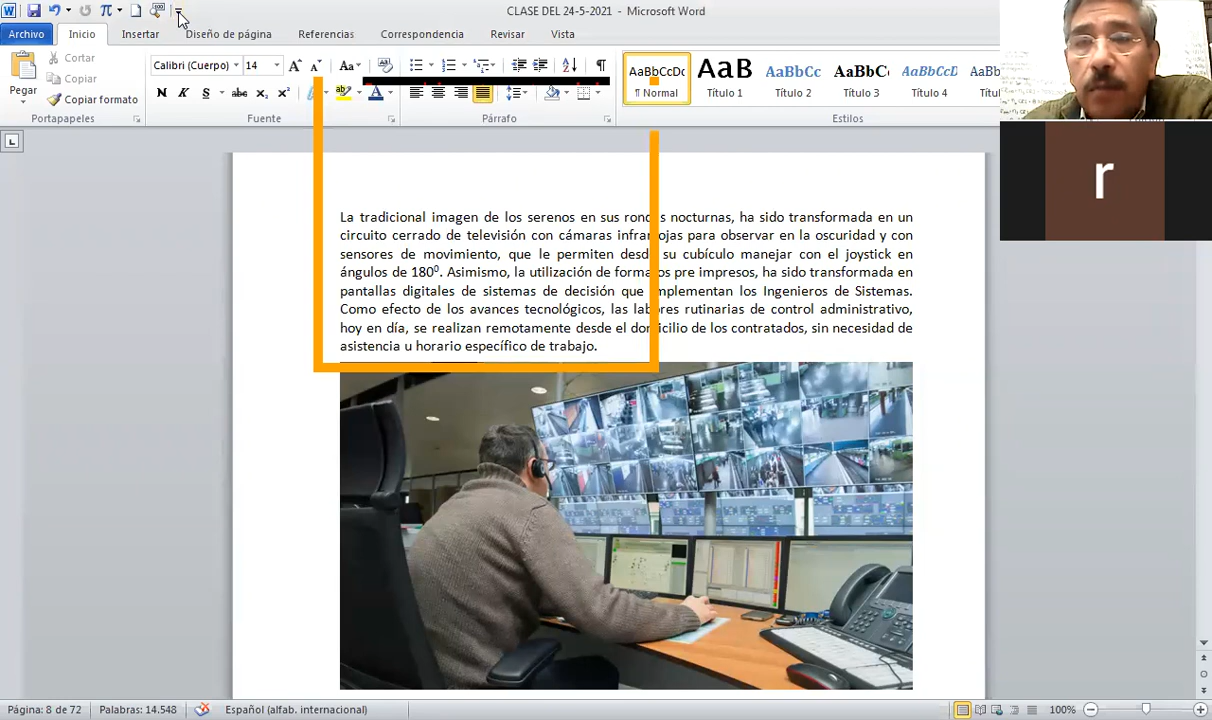 CLASE DEL 24-5-2021 - Microsoft Word
Archivo Inicio Insertar Diseño de página Referencias Correspondencia Revisar Vista
Pegar
Cortar
Copiar
Copiar formato
Portapapeles
Calibri (Cuerpo) 14
N K S abc x₂ x²
Fuente
Párrafo
AaBbCcDc AaB AaBbCc AaBbCc AaBbCcD AaBb
¶ Normal Título 1 Título 2 Título 3 Título 4 Título
Estilos
r
La tradicional imagen de los serenos en sus rondas nocturnas, ha sido transformada en un
circuito cerrado de televisión con cámaras infrarrojas para observar en la oscuridad y con
sensores de movimiento, que le permiten desde su cubículo manejar con el joystick en
ángulos de 180⁰. Asimismo, la utilización de formatos pre impresos, ha sido transformada en
pantallas digitales de sistemas de decisión que implementan los Ingenieros de Sistemas.
Como efecto de los avances tecnológicos, las labores rutinarias de control administrativo,
hoy en día, se realizan remotamente desde el domicilio de los contratados, sin necesidad de
asistencia u horario específico de trabajo.
Página: 8 de 72 Palabras: 14.548 Español (alfab. internacional) 100%